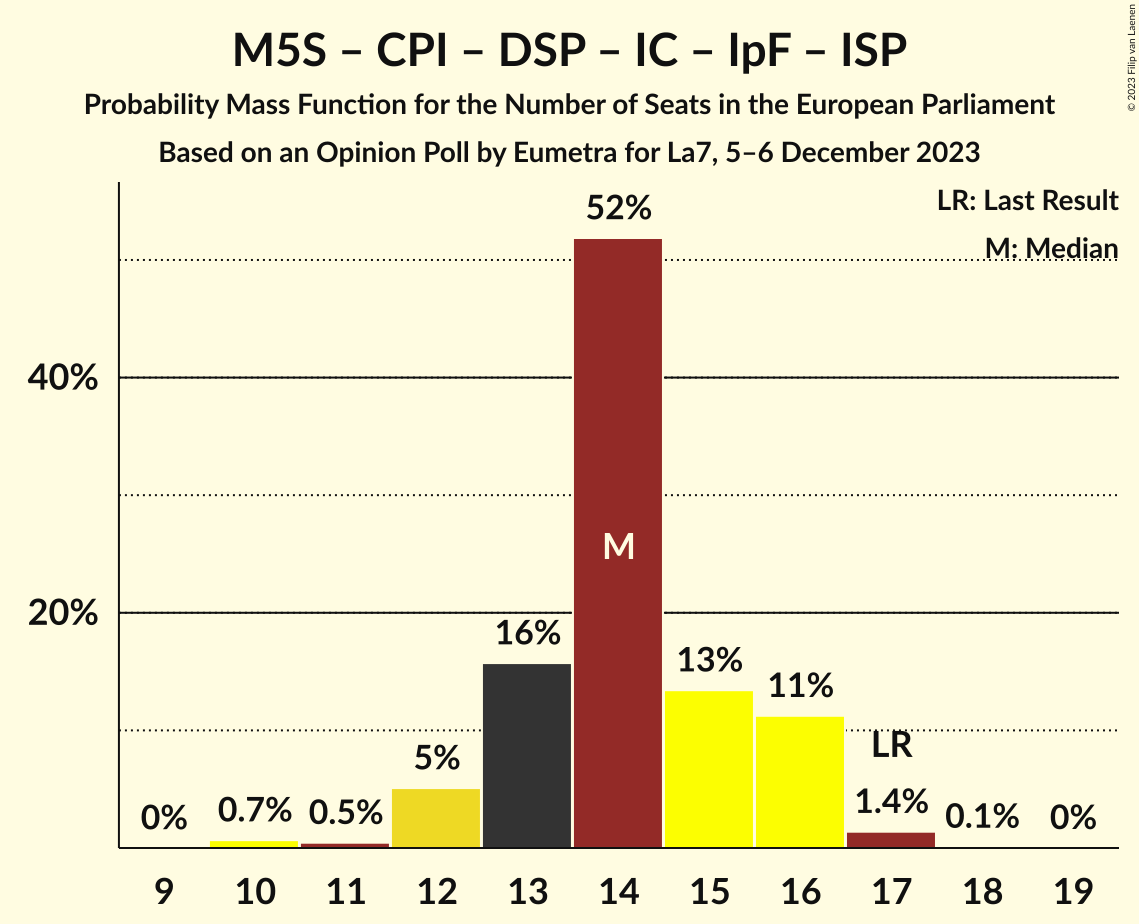 M5S – CPI – DSP – IC – IpF – ISP
Probability Mass Function for the Number of Seats in the European Parliament
Based on an Opinion Poll by Eumetra for La7, 5–6 December 2023
© 2023 Filip van Laenen
LR: Last Result
M: Median
52%
40%
M
20%
16%
13%
11%
LR
5%
1.4%
0%
0.7%
0.5%
0.1%
0%
9 10 11 12 13 14 15 16 17 18 19